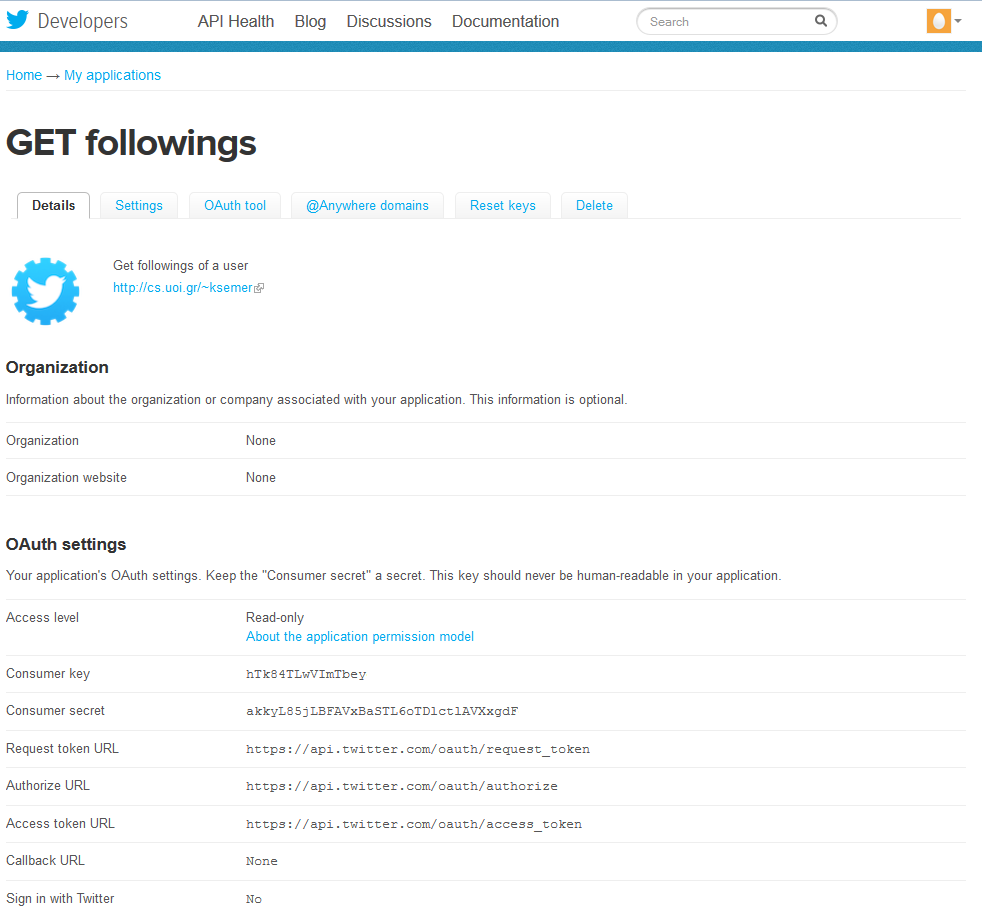 Developers API Health Blog Discussions Documentation Search
Home → My applications
GET followings
Details Settings OAuth tool @Anywhere domains Reset keys Delete
Get followings of a user
http://cs.uoi.gr/~ksemer
Organization
Information about the organization or company associated with your application. This information is optional.
Organization None
Organization website None
OAuth settings
Your application's OAuth settings. Keep the "Consumer secret" a secret. This key should never be human-readable in your application.
Access level Read-only
About the application permission model
Consumer key hTk84TLwVImTbey
Consumer secret akkyL85jLBFAVxBaSTL6oTDlctlAVXxgdF
Request token URL https://api.twitter.com/oauth/request_token
Authorize URL https://api.twitter.com/oauth/authorize
Access token URL https://api.twitter.com/oauth/access_token
Callback URL None
Sign in with Twitter No